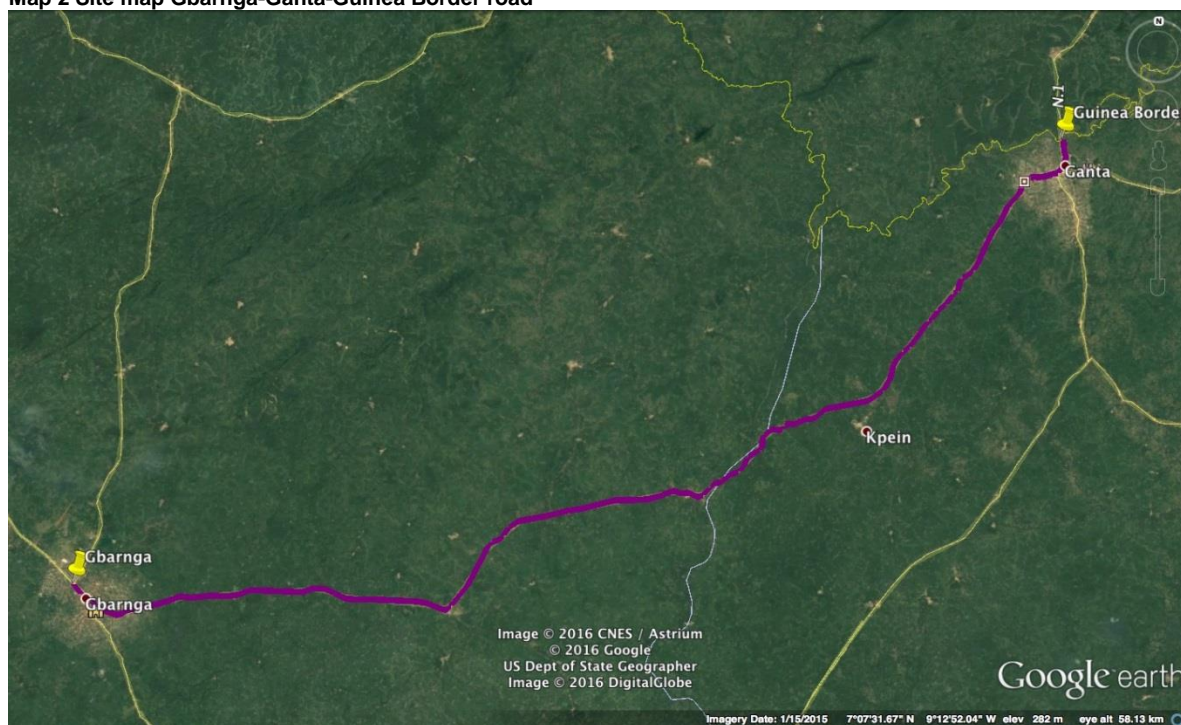 Map 2 Site map Gbarnga-Ganta-Guinea Border road
N
N.1
Guinea Borde
Ganta
Kpein
Gbarnga
Gbarnga
Image © 2016 CNES / Astrium
© 2016 Google
US Dept of State Geographer
Image © 2016 DigitalGlobe
Google earth
Imagery Date: 1/15/2015 7°07'31.67" N 9°12'52.04" W elev 282 m eye alt 58.13 km